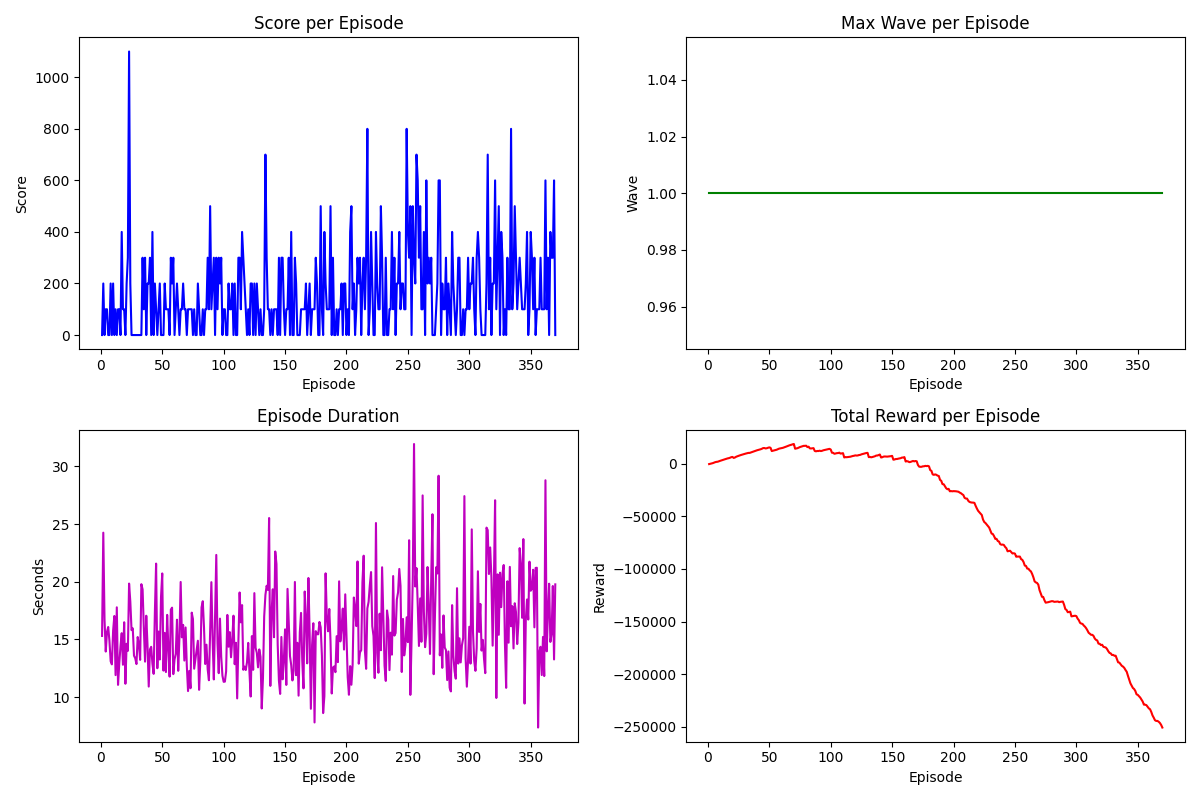 Score per Episode
Max Wave per Episode
Score
1000
800
600
400
200
0
0 50 100 150 200 250 300 350
Episode
Wave
1.04
1.02
1.00
0.98
0.96
0 50 100 150 200 250 300 350
Episode
Episode Duration
Total Reward per Episode
Seconds
30
25
20
15
10
0 50 100 150 200 250 300 350
Episode
Reward
0
−50000
−100000
−150000
−200000
−250000
0 50 100 150 200 250 300 350
Episode